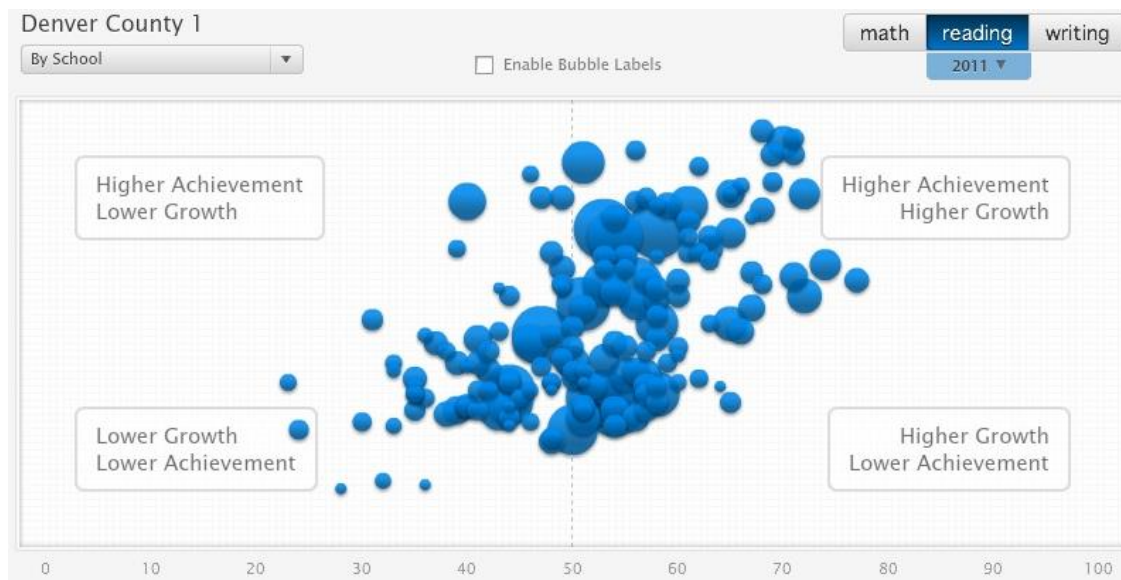 Denver County 1
By School
Enable Bubble Labels
math reading writing
2011
Higher Achievement
Lower Growth
Higher Achievement
Higher Growth
Lower Growth
Lower Achievement
Higher Growth
Lower Achievement
0 10 20 30 40 50 60 70 80 90 100